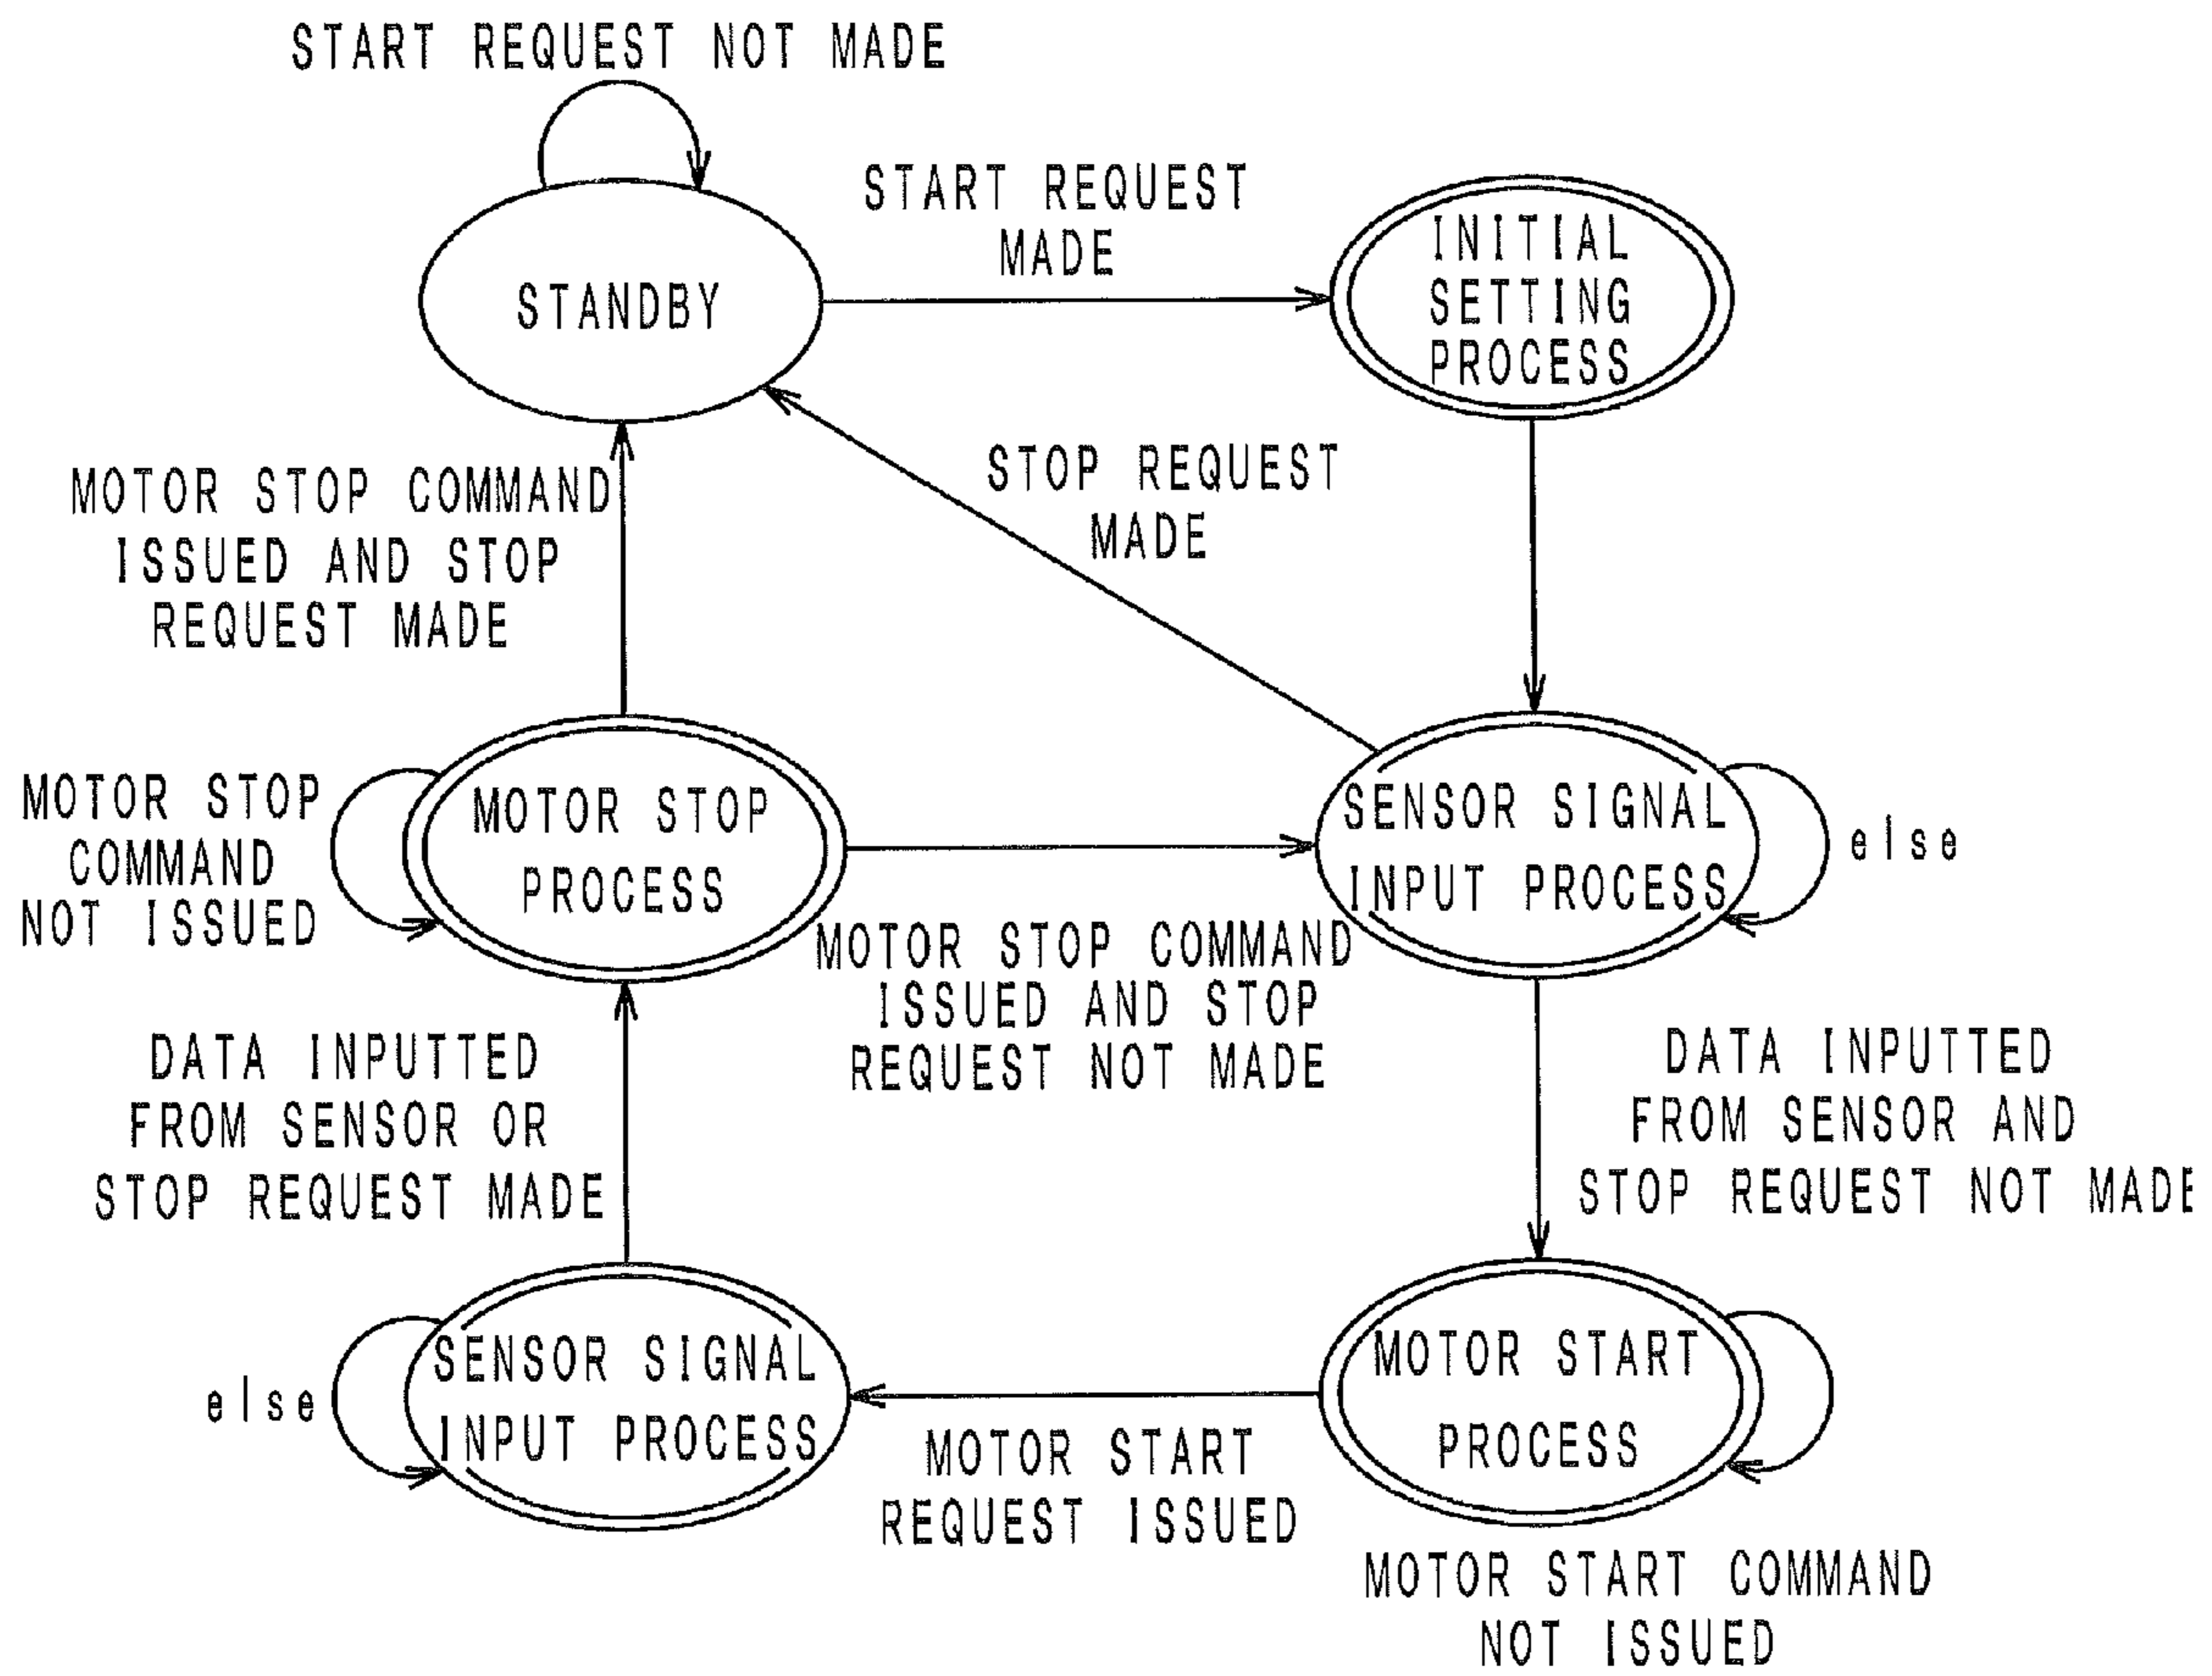 START REQUEST NOT MADE
START REQUEST
MADE
STANDBY
INITIAL
SETTING
PROCESS
STOP REQUEST
MADE
MOTOR STOP COMMAND
ISSUED AND STOP
REQUEST MADE
MOTOR STOP
COMMAND
NOT ISSUED
MOTOR STOP
PROCESS
SENSOR SIGNAL
INPUT PROCESS
else
MOTOR STOP COMMAND
ISSUED AND STOP
REQUEST NOT MADE
DATA INPUTTED
FROM SENSOR OR
STOP REQUEST MADE
DATA INPUTTED
FROM SENSOR AND
STOP REQUEST NOT MADE
else
SENSOR SIGNAL
INPUT PROCESS
MOTOR START
REQUEST ISSUED
MOTOR START
PROCESS
MOTOR START COMMAND
NOT ISSUED